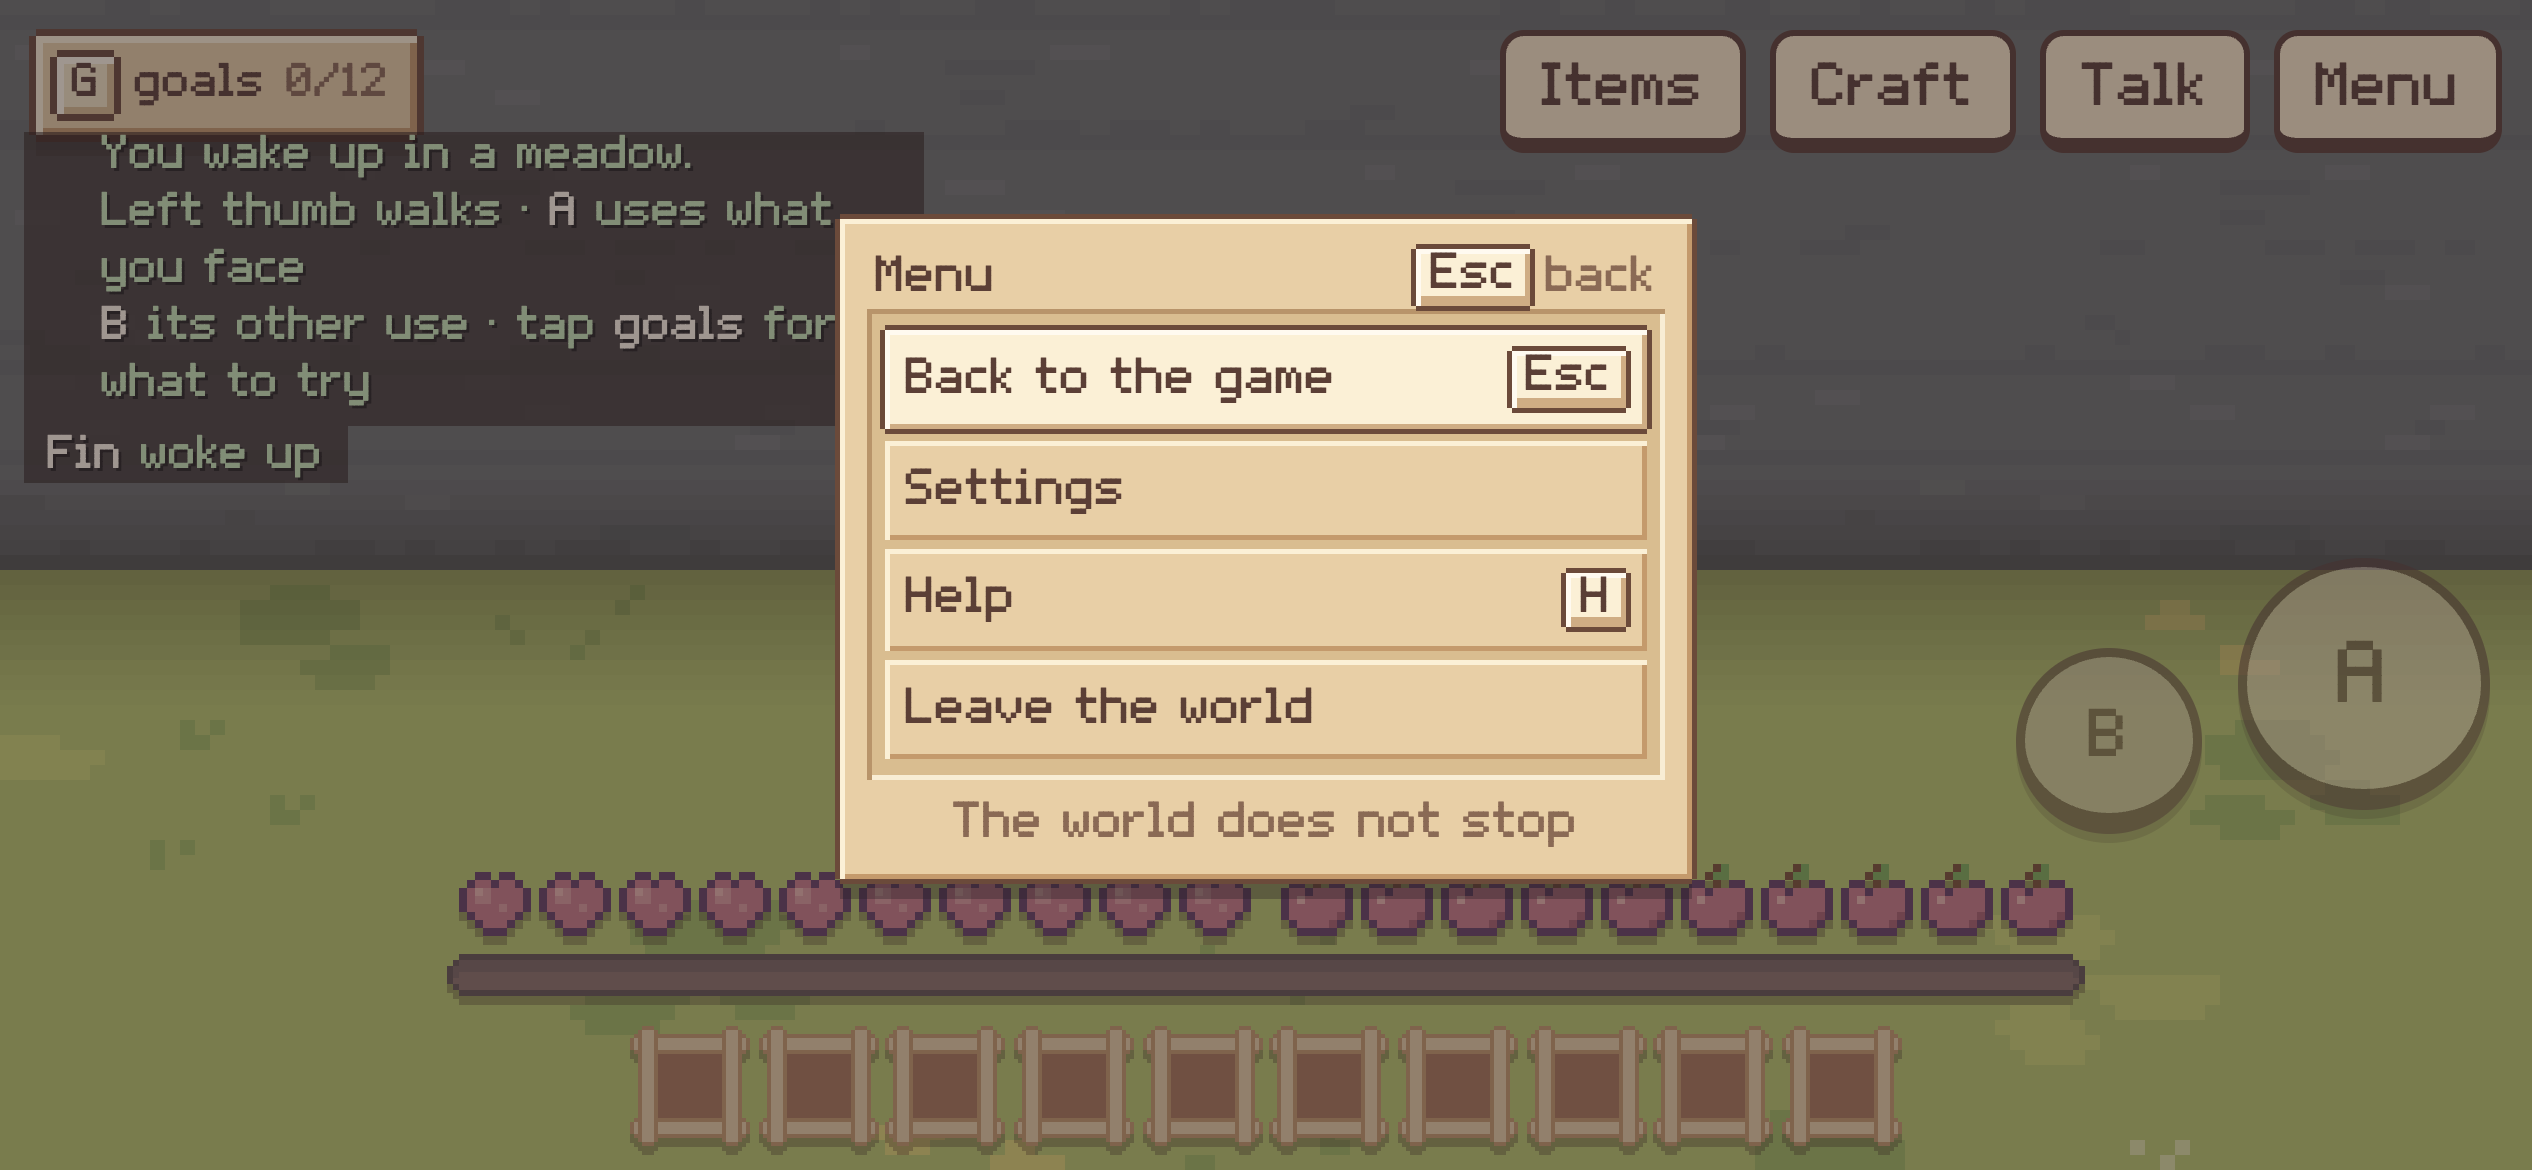 G goals 0/12
Items
Craft
Talk
Menu
You wake up in a meadow.
Left thumb walks · A uses what
you face
B its other use · tap goals for
what to try
Fin woke up
Menu
Esc back
Back to the game Esc
Settings
Help H
Leave the world
The world does not stop
B
A